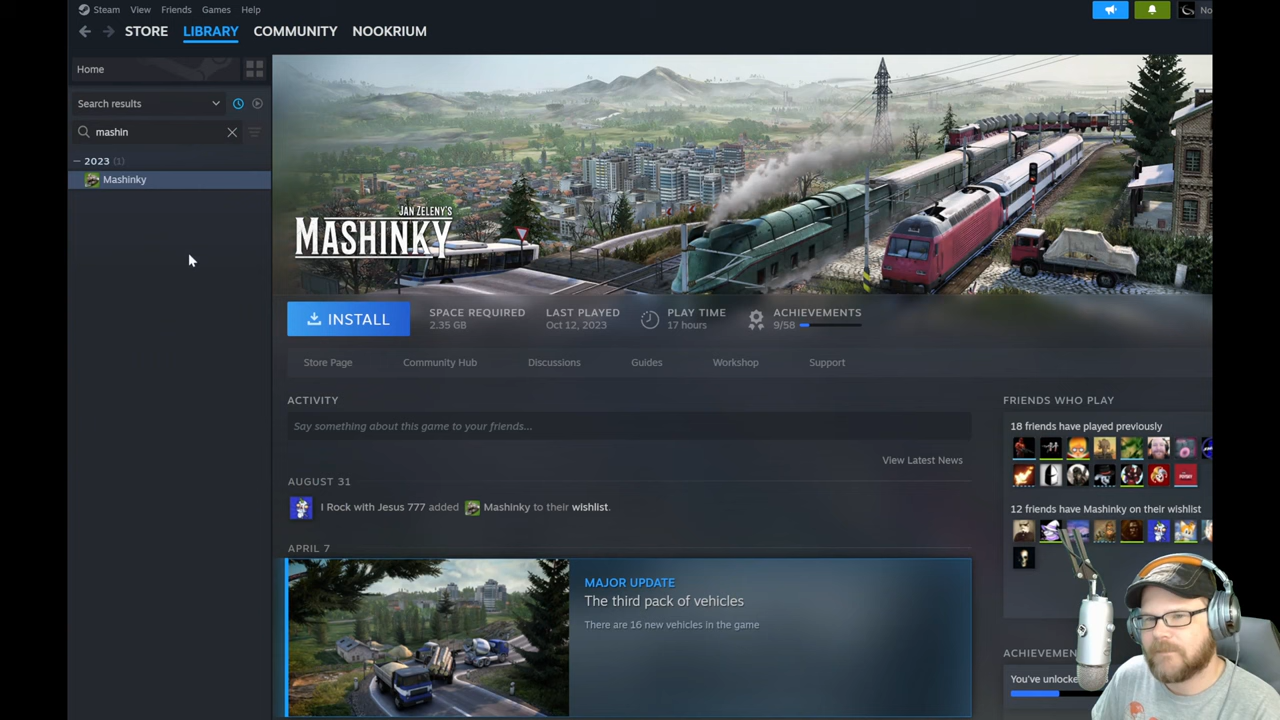 Steam View Friends Games Help
No
STORE LIBRARY COMMUNITY NOOKRIUM
Home
Search results
mashin
2023 (1)
Mashinky
JAN ZELENY'S
MASHINKY
INSTALL
SPACE REQUIRED
2.35 GB
LAST PLAYED
Oct 12, 2023
PLAY TIME
17 hours
ACHIEVEMENTS
9/58
Store Page Community Hub Discussions Guides Workshop Support
ACTIVITY
Say something about this game to your friends...
View Latest News
AUGUST 31
I Rock with Jesus 777 added Mashinky to their wishlist.
APRIL 7
MAJOR UPDATE
The third pack of vehicles
There are 16 new vehicles in the game
FRIENDS WHO PLAY
18 friends have played previously
12 friends have Mashinky on their wishlist
ACHIEVEMEN
You've unlocke